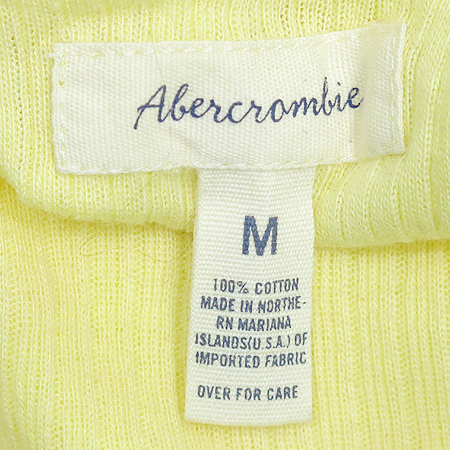 Abercrombie
M
100% COTTON
MADE IN NORTHE-
RN MARIANA
ISLANDS(U.S.A.) OF
IMPORTED FABRIC
OVER FOR CARE